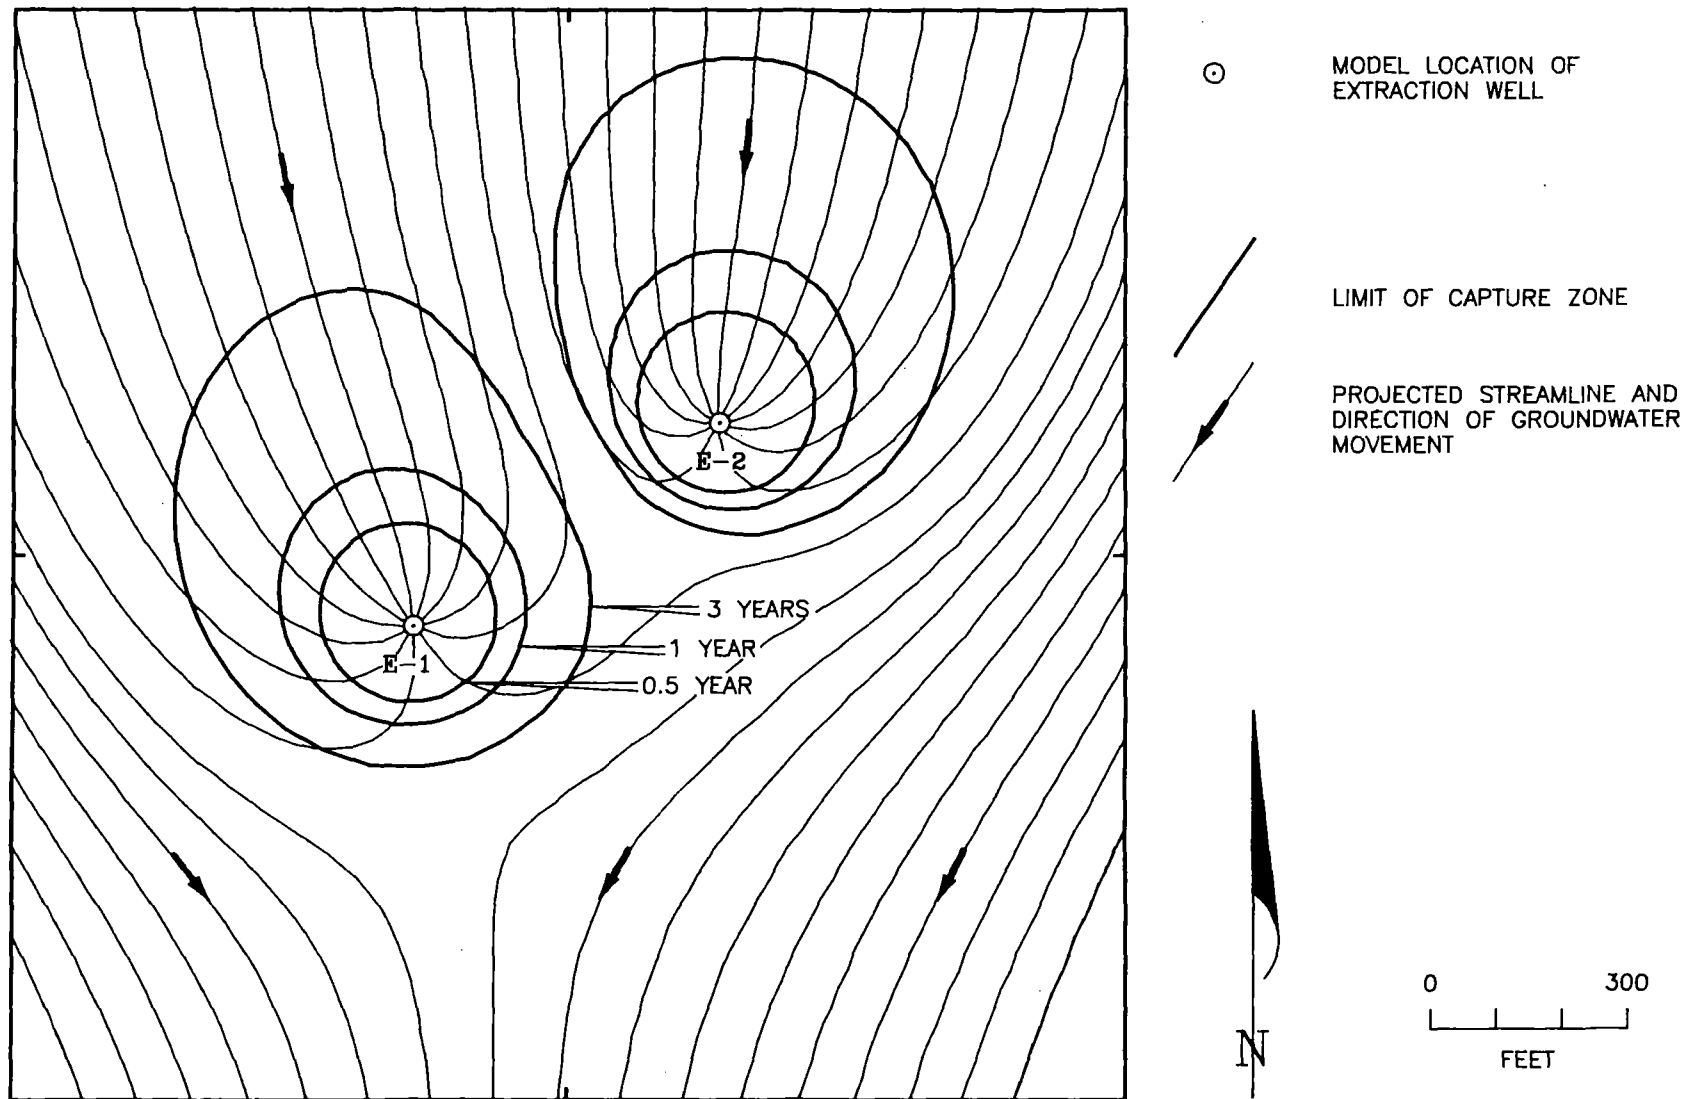 MODEL LOCATION OF
EXTRACTION WELL
LIMIT OF CAPTURE ZONE
PROJECTED STREAMLINE AND
DIRECTION OF GROUNDWATER
MOVEMENT
E-2
3 YEARS
1 YEAR
E-1
0.5 YEAR
0 300
FEET
N